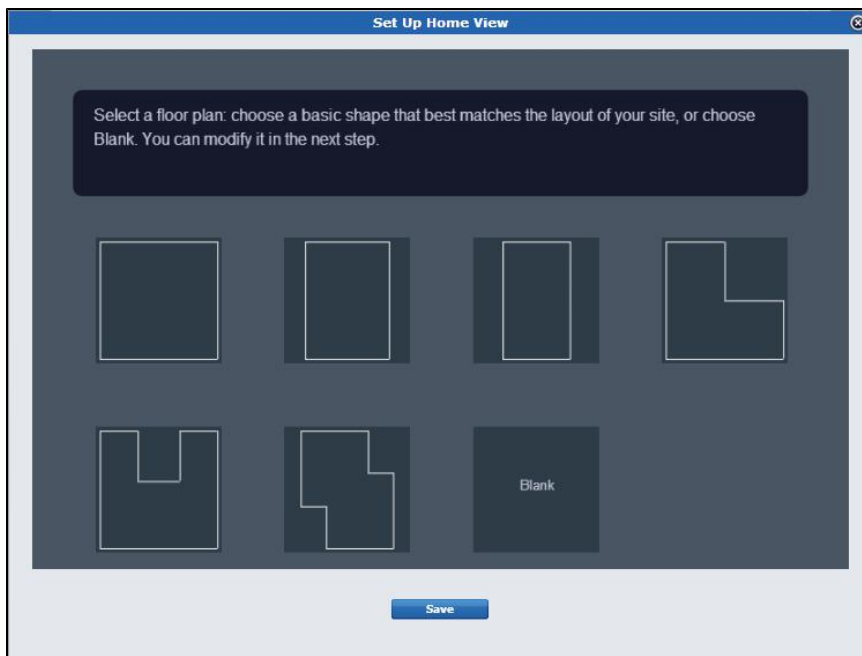 Set Up Home View
Select a floor plan: choose a basic shape that best matches the layout of your site, or choose
Blank. You can modify it in the next step.
Blank
Save